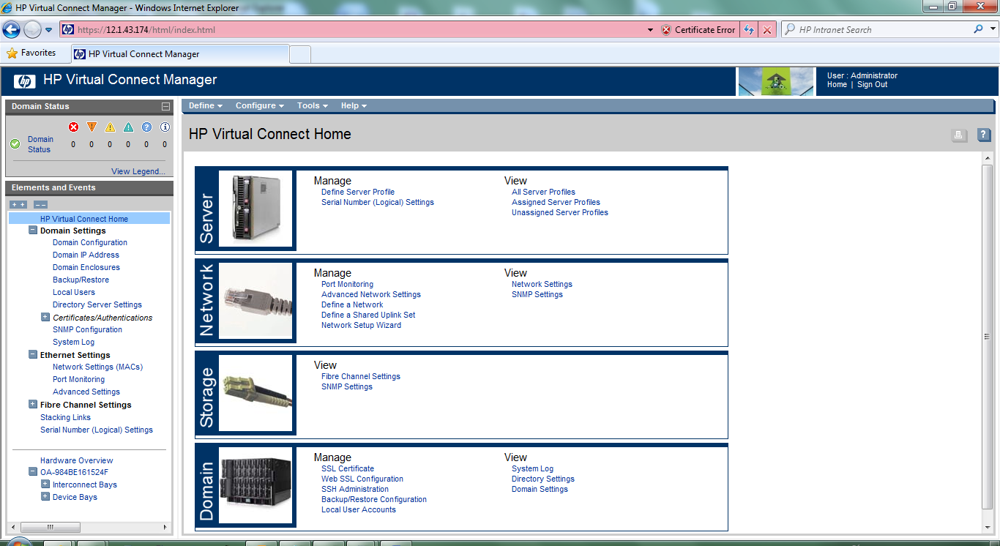 HP Virtual Connect Manager - Windows Internet Explorer
https://12.1.43.174/html/index.html
Certificate Error
HP Intranet Search
Favorites
HP Virtual Connect Manager
hp HP Virtual Connect Manager
User : Administrator
Home | Sign Out
Domain Status
Define Configure Tools Help
HP Virtual Connect Home
?
Domain Status
0 0 0 0 0 0
View Legend...
Elements and Events
HP Virtual Connect Home
Domain Settings
Domain Configuration
Domain IP Address
Domain Enclosures
Backup/Restore
Local Users
Directory Server Settings
Certificates/Authentications
SNMP Configuration
System Log
Ethernet Settings
Network Settings (MACs)
Port Monitoring
Advanced Settings
Fibre Channel Settings
Stacking Links
Serial Number (Logical) Settings
Hardware Overview
OA-984BE161524F
Interconnect Bays
Device Bays
Server
Manage
Define Server Profile
Serial Number (Logical) Settings
View
All Server Profiles
Assigned Server Profiles
Unassigned Server Profiles
Network
Manage
Port Monitoring
Advanced Network Settings
Define a Network
Define a Shared Uplink Set
Network Setup Wizard
View
Network Settings
SNMP Settings
Storage
View
Fibre Channel Settings
SNMP Settings
Domain
Manage
SSL Certificate
Web SSL Configuration
SSH Administration
Backup/Restore Configuration
Local User Accounts
View
System Log
Directory Settings
Domain Settings